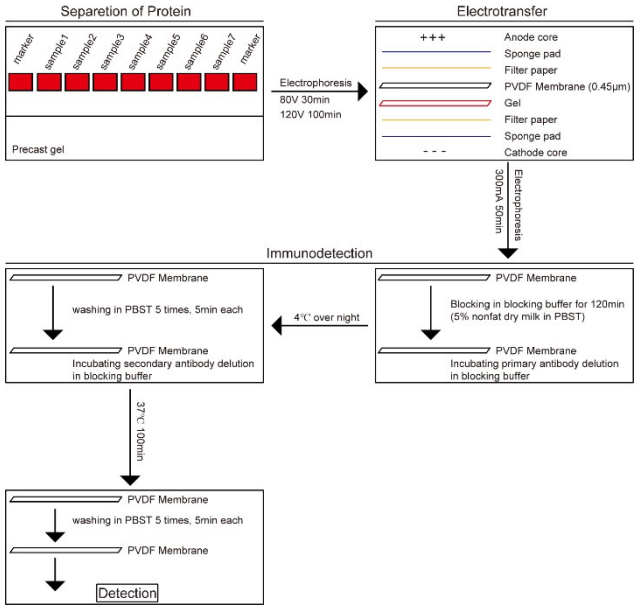 Separetion of Protein
Electrotransfer
marker
sample1
sample2
sample3
sample4
sample5
sample6
sample7
marker
Precast gel
Electrophoresis
80V 30min
120V 100min
+++ Anode core
Sponge pad
Filter paper
PVDF Membrane (0.45μm)
Gel
Filter paper
Sponge pad
- - - Cathode core
Electrophoresis
300mA 50min
Immunodetection
PVDF Membrane
Blocking in blocking buffer for 120min
(5% nonfat dry milk in PBST)
PVDF Membrane
Incubating primary antibody delution
in blocking buffer
4℃ over night
PVDF Membrane
washing in PBST 5 times, 5min each
PVDF Membrane
Incubating secondary antibody delution
in blocking buffer
37℃ 100min
PVDF Membrane
washing in PBST 5 times, 5min each
PVDF Membrane
Detection